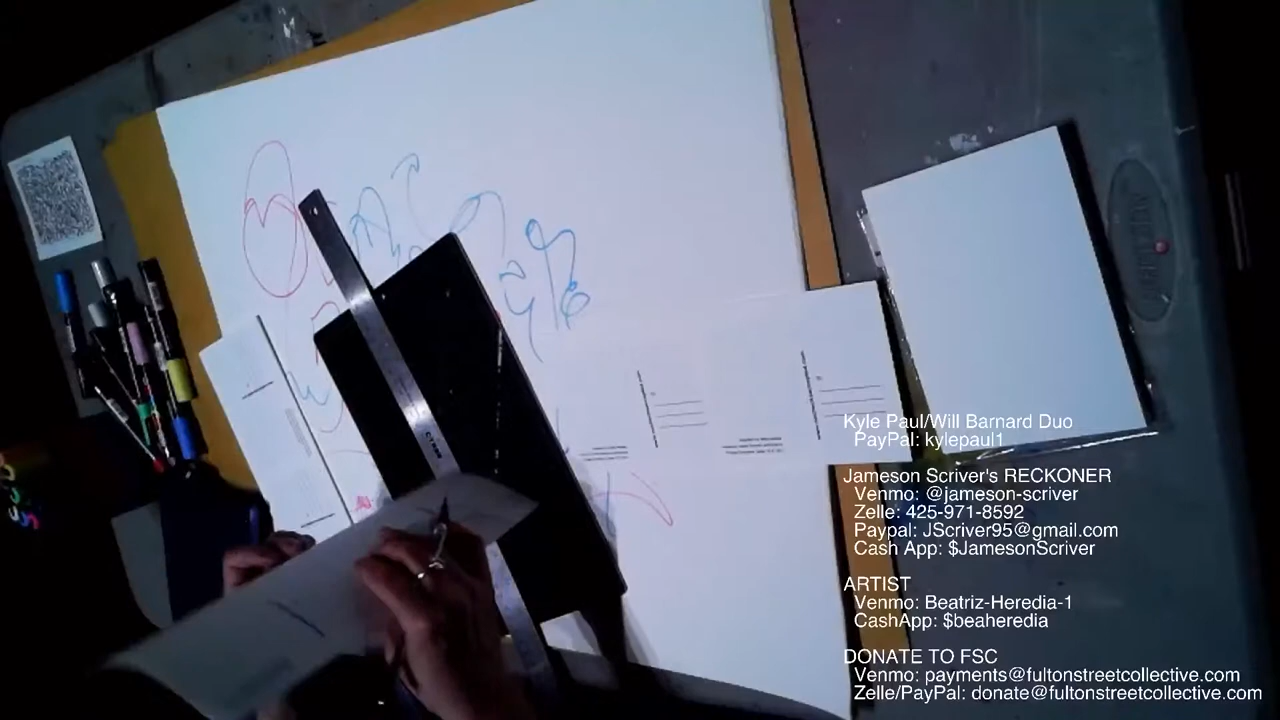 Kyle Paul/Will Barnard Duo
PayPal: kylepaul1
Jameson Scriver's RECKONER
Venmo: @jameson-scriver
Zelle: 425-971-8592
Paypal: JScriver95@gmail.com
Cash App: $JamesonScriver
ARTIST
Venmo: Beatriz-Heredia-1
CashApp: $beaheredia
DONATE TO FSC
Venmo: payments@fultonstreetcollective.com
Zelle/PayPal: donate@fultonstreetcollective.com